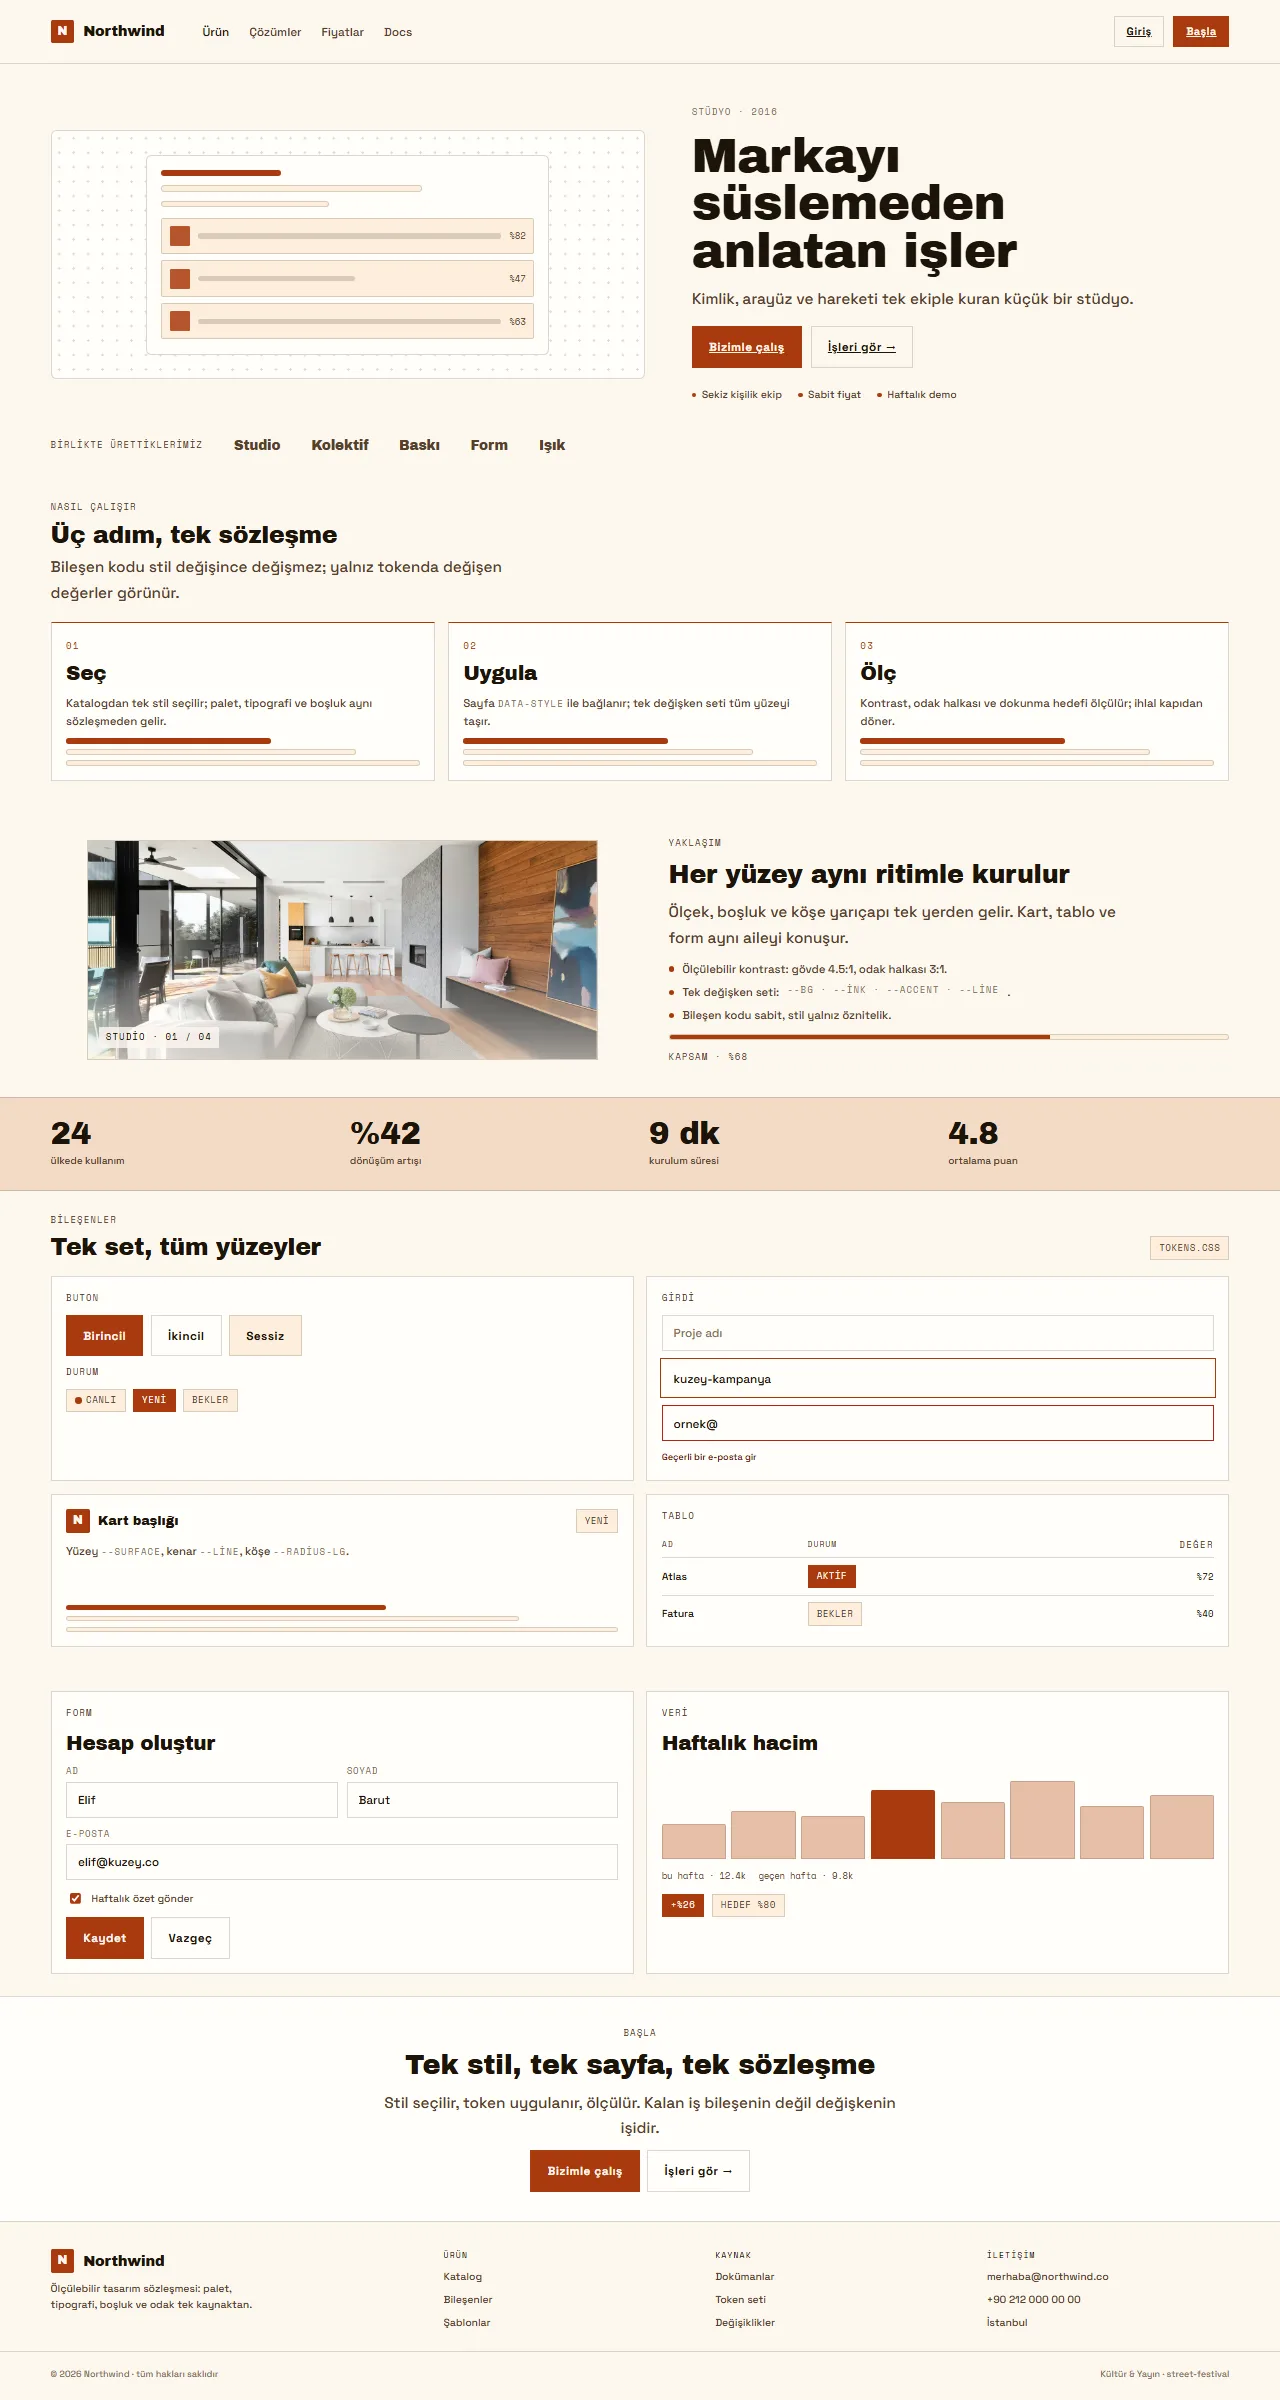 N Northwind Ürün Çözümler Fiyatlar Docs Giriş Başla
STÜDYO · 2016
Markayı
süslemeden
anlatan işler
Kimlik, arayüz ve hareketi tek ekiple kuran küçük bir stüdyo.
Bizimle çalış İşleri gör →
Sekiz kişilik ekip Sabit fiyat Haftalık demo
%82
%47
%63
BİRLİKTE ÜRETTİKLERİMİZ Studio Kolektif Baskı Form Işık
NASIL ÇALIŞIR
Üç adım, tek sözleşme
Bileşen kodu stil değişince değişmez; yalnız tokenda değişen
değerler görünür.
01
Seç
Katalogdan tek stil seçilir; palet, tipografi ve boşluk aynı
sözleşmeden gelir.
02
Uygula
Sayfa DATA-STYLE ile bağlanır; tek değişken seti tüm yüzeyi
taşır.
03
Ölç
Kontrast, odak halkası ve dokunma hedefi ölçülür; ihlal kapıdan
döner.
STUDİO · 01 / 04
YAKLAŞIM
Her yüzey aynı ritimle kurulur
Ölçek, boşluk ve köşe yarıçapı tek yerden gelir. Kart, tablo ve
form aynı aileyi konuşur.
Ölçülebilir kontrast: gövde 4.5:1, odak halkası 3:1.
Tek değişken seti: --BG · --İNK · --ACCENT · --LİNE .
Bileşen kodu sabit, stil yalnız öznitelik.
KAPSAM · %68
24 %42 9 dk 4.8
ülkede kullanım dönüşüm artışı kurulum süresi ortalama puan
BİLEŞENLER
Tek set, tüm yüzeyler
TOKENS.CSS
BUTON
Birincil İkincil Sessiz
DURUM
CANLI YENİ BEKLER
GİRDİ
Proje adı
kuzey-kampanya
ornek@
Geçerli bir e-posta gir
N Kart başlığı YENİ
Yüzey --SURFACE, kenar --LİNE, köşe --RADİUS-LG.
TABLO
AD DURUM DEĞER
Atlas AKTİF %72
Fatura BEKLER %40
FORM
Hesap oluştur
AD SOYAD
Elif Barut
E-POSTA
elif@kuzey.co
Haftalık özet gönder
Kaydet Vazgeç
VERİ
Haftalık hacim
bu hafta · 12.4k geçen hafta · 9.8k
+%26 HEDEF %80
BAŞLA
Tek stil, tek sayfa, tek sözleşme
Stil seçilir, token uygulanır, ölçülür. Kalan iş bileşenin değil değişkenin
işidir.
Bizimle çalış İşleri gör →
N Northwind
Ölçülebilir tasarım sözleşmesi: palet,
tipografi, boşluk ve odak tek kaynaktan.
ÜRÜN
Katalog
Bileşenler
Şablonlar
KAYNAK
Dokümanlar
Token seti
Değişiklikler
İLETİŞİM
merhaba@northwind.co
+90 212 000 00 00
İstanbul
© 2026 Northwind · tüm hakları saklıdır
Kültür & Yayın · street-festival